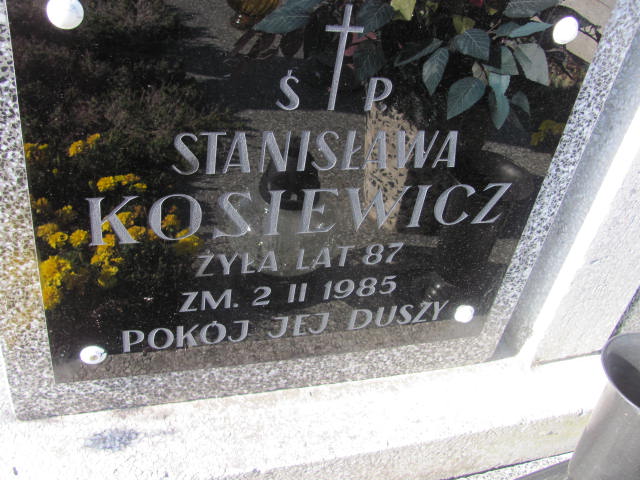 Ś P
STANISŁAWA
KOSIEWICZ
ŻYŁA LAT 87
ZM. 2 II 1985
POKÓJ JEJ DUSZY